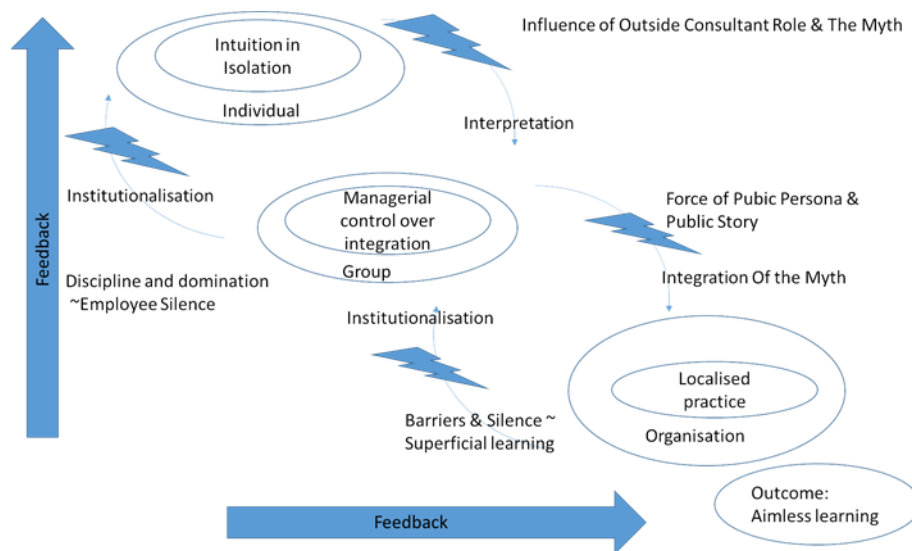 Influence of Outside Consultant Role & The Myth
Intuition in
Isolation
Individual
Interpretation
Institutionalisation
Managerial
control over
integration
Group
Force of Pubic Persona &
Public Story
Feedback
Discipline and domination
~Employee Silence
Integration Of the Myth
Institutionalisation
Localised
practice
Organisation
Barriers & Silence ~
Superficial learning
Outcome:
Aimless learning
Feedback